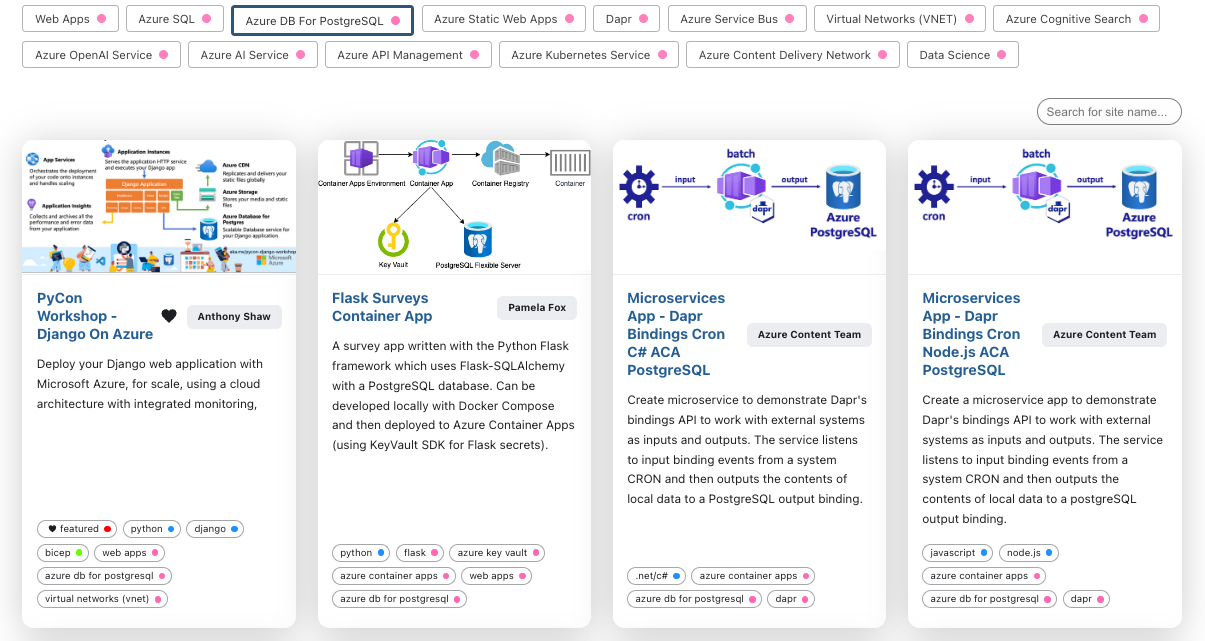 Web Apps
Azure SQL
Azure DB For PostgreSQL
Azure Static Web Apps
Dapr
Azure Service Bus
Virtual Networks (VNET)
Azure Cognitive Search
Azure OpenAI Service
Azure AI Service
Azure API Management
Azure Kubernetes Service
Azure Content Delivery Network
Data Science
Search for site name...
App Services
Orchestrates the
deployment of your
code onto instances
and handles scaling
Application Insights
Collects and archives all the
performance and error data
from your application
Application Instances
Serves the application HTTP service
and executes your Django app
Django Application
Azure CDN
Replicates and delivers your
static files globally
Azure Storage
Stores your media and static
files
Azure Database for
Postgres
Scalable Database service for
your Django application
aka.ms/pycon-django-workshop
Microsoft
Azure
PyCon
Workshop -
Django On Azure
Anthony Shaw
Deploy your Django web application with
Microsoft Azure, for scale, using a cloud
architecture with integrated monitoring,
featured
python
django
bicep
web apps
azure db for postgresql
virtual networks (vnet)
Container Apps Environment
Container App
Container Registry
Container
Key Vault
PostgreSQL Flexible Server
Flask Surveys
Container App
Pamela Fox
A survey app written with the Python Flask
framework which uses Flask-SQLAlchemy
with a PostgreSQL database. Can be
developed locally with Docker Compose
and then deployed to Azure Container Apps
(using KeyVault SDK for Flask secrets).
python
flask
azure key vault
azure container apps
web apps
azure db for postgresql
batch
input
output
cron
dapr
Azure
PostgreSQL
Microservices
App - Dapr
Bindings Cron
C# ACA
PostgreSQL
Azure Content Team
Create microservice to demonstrate Dapr's
bindings API to work with external systems
as inputs and outputs. The service listens
to input binding events from a system
CRON and then outputs the contents of
local data to a PostgreSQL output binding.
.net/c#
azure container apps
azure db for postgresql
dapr
batch
input
output
cron
dapr
Azure
PostgreSQL
Microservices
App - Dapr
Bindings Cron
Node.js ACA
PostgreSQL
Azure Content Team
Create a microservice app to demonstrate
Dapr's bindings API to work with external
systems as inputs and outputs. The service
listens to input binding events from a
system CRON and then outputs the
contents of local data to a postgreSQL
output binding.
javascript
node.js
azure container apps
azure db for postgresql
dapr